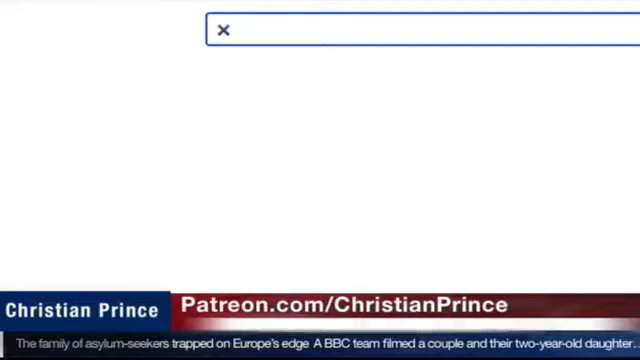 Christian Prince
Patreon.com/ChristianPrince
The family of asylum-seekers trapped on Europe's edge A BBC team filmed a couple and their two-year-old daughter...